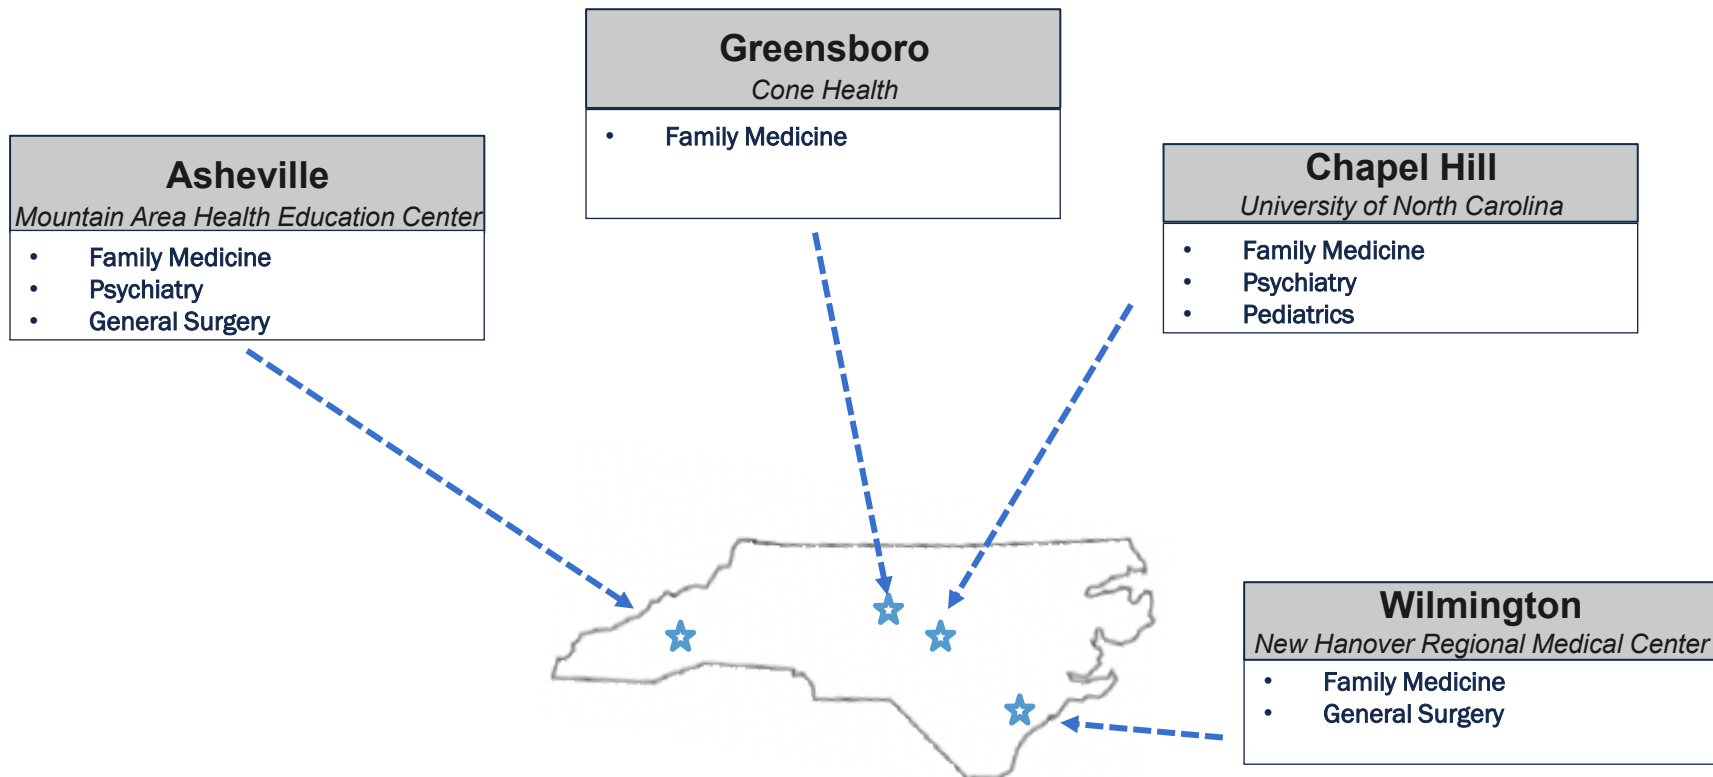 Greensboro
Cone Health
• Family Medicine
Asheville
Mountain Area Health Education Center
• Family Medicine
• Psychiatry
• General Surgery
Chapel Hill
University of North Carolina
• Family Medicine
• Psychiatry
• Pediatrics
Wilmington
New Hanover Regional Medical Center
• Family Medicine
• General Surgery